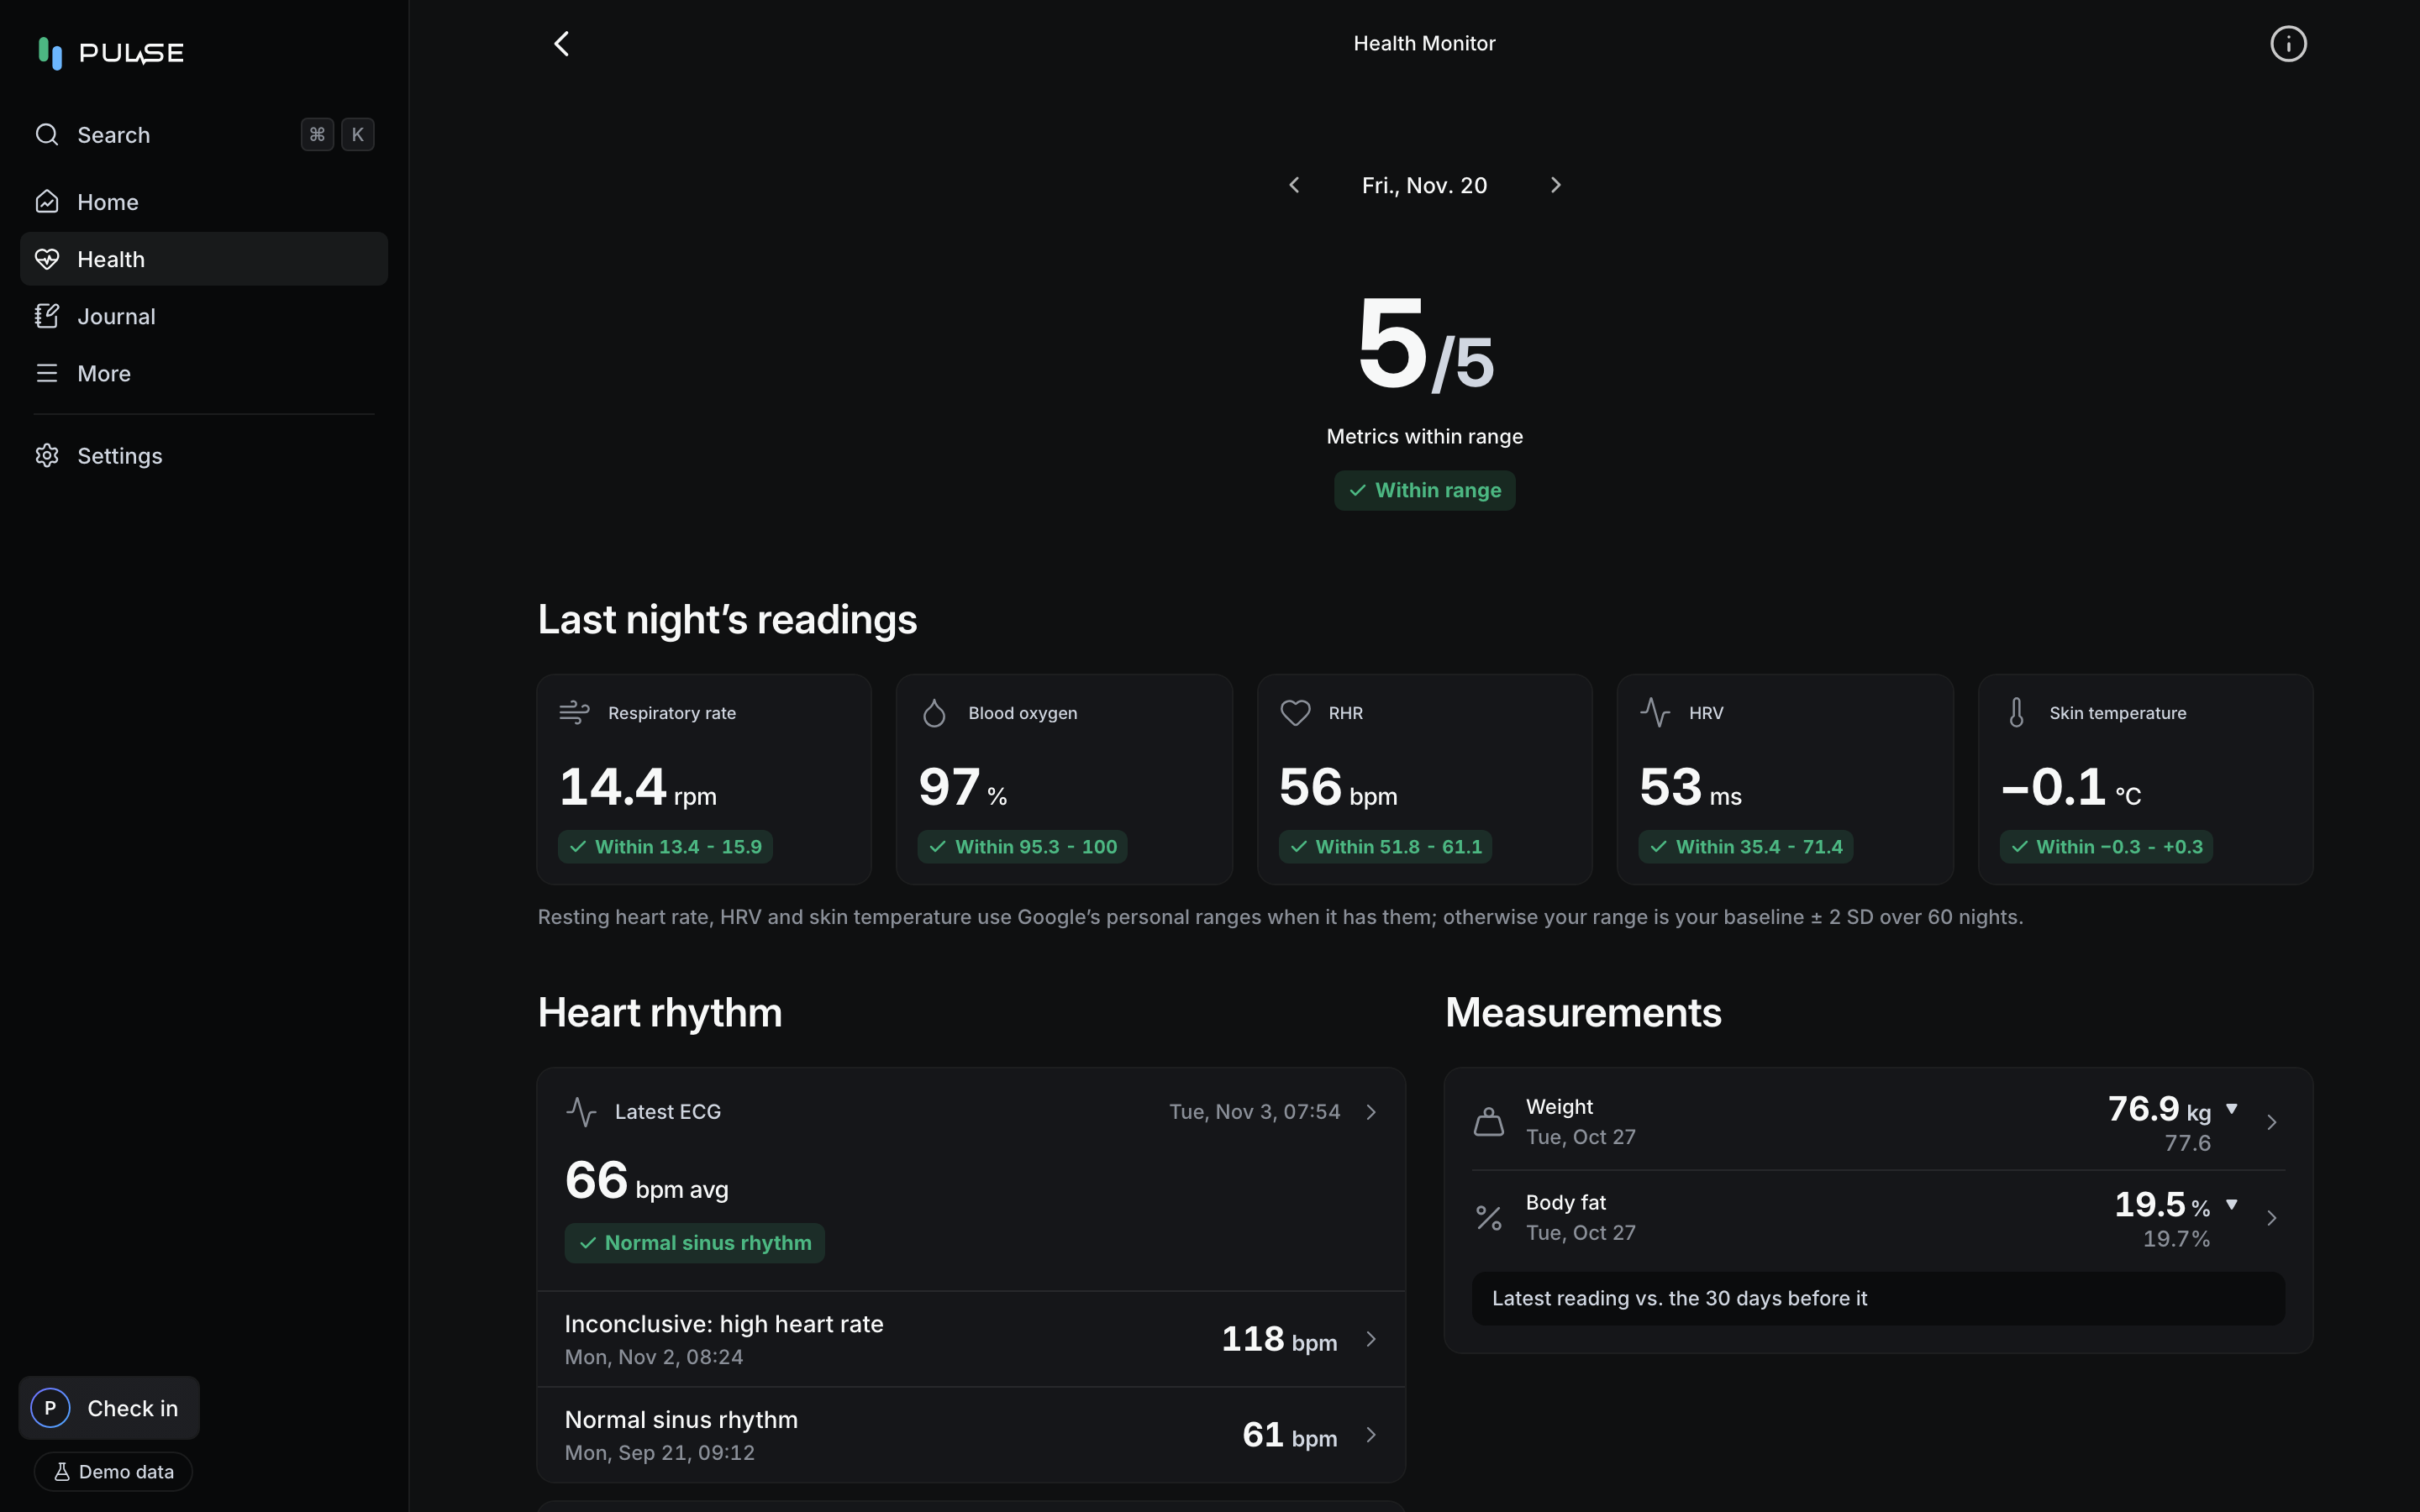 PULSE
Search ⌘ K
Home
Health
Journal
More
Settings
P Check in
Demo data
Health Monitor
Fri., Nov. 20
5/5
Metrics within range
Within range
Last night’s readings
Respiratory rate
14.4 rpm
Within 13.4 - 15.9
Blood oxygen
97 %
Within 95.3 - 100
RHR
56 bpm
Within 51.8 - 61.1
HRV
53 ms
Within 35.4 - 71.4
Skin temperature
−0.1 °C
Within −0.3 - +0.3
Resting heart rate, HRV and skin temperature use Google’s personal ranges when it has them; otherwise your range is your baseline ± 2 SD over 60 nights.
Heart rhythm
Latest ECG
Tue, Nov 3, 07:54
66 bpm avg
Normal sinus rhythm
Inconclusive: high heart rate
Mon, Nov 2, 08:24
118 bpm
Normal sinus rhythm
Mon, Sep 21, 09:12
61 bpm
Measurements
Weight
Tue, Oct 27
76.9 kg ▼
77.6
Body fat
Tue, Oct 27
19.5 % ▼
19.7%
Latest reading vs. the 30 days before it